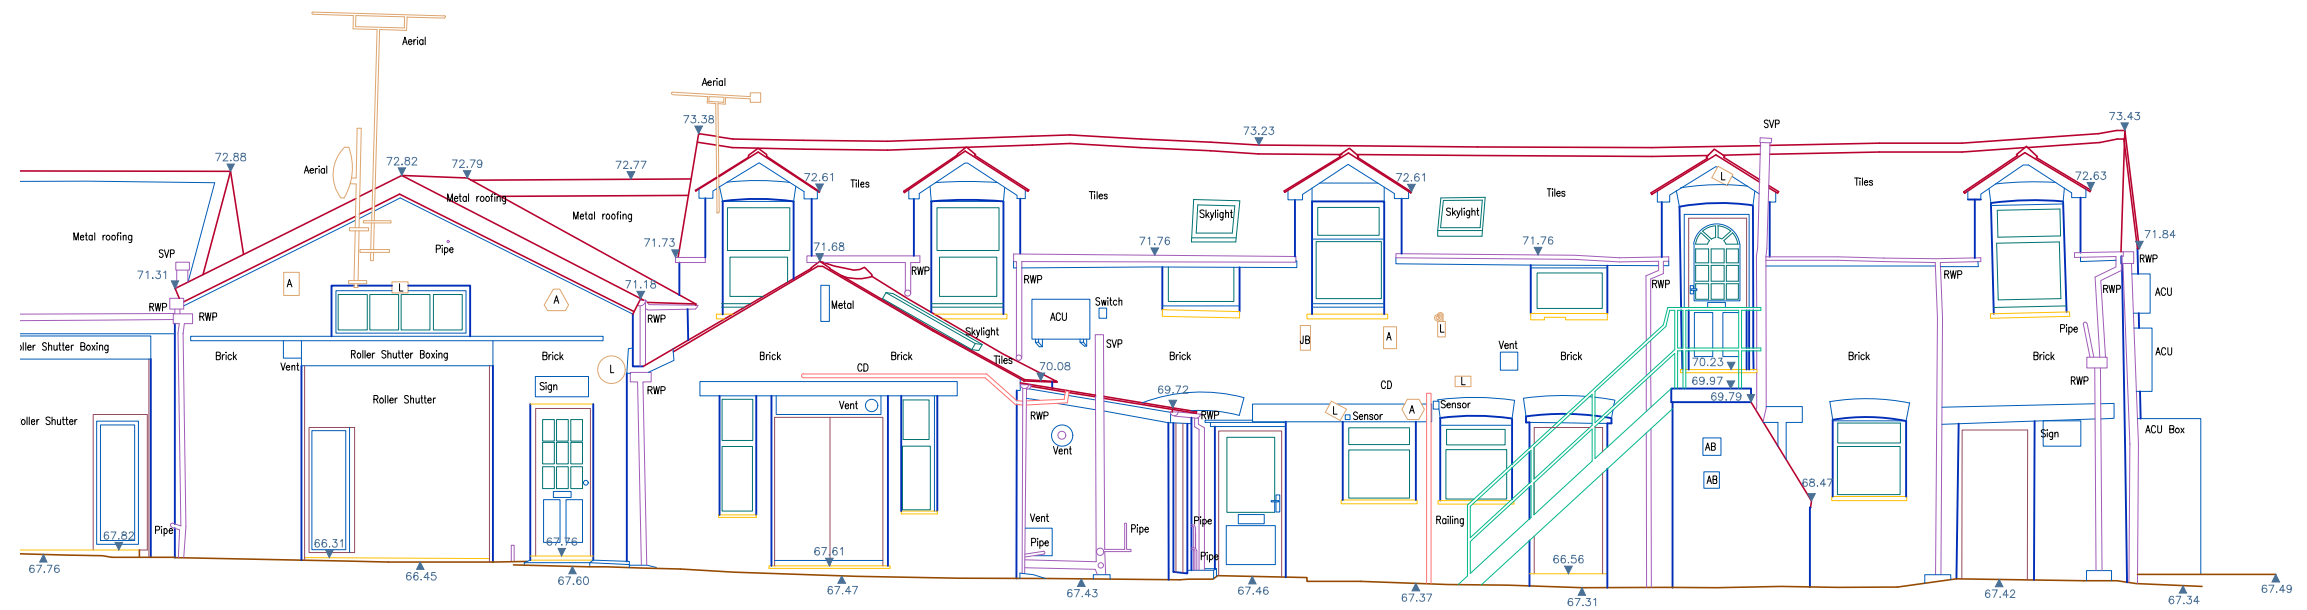 Aerial
Aerial
73.38
SVP
73.23
73.43
72.88
Aerial
72.82
72.79
72.77
72.61
Tiles
Tiles
72.61
Tiles
L
Tiles
72.63
Metal roofing
Metal roofing
Metal roofing
Skylight
Skylight
SVP
Pipe
71.73
71.68
71.76
71.76
71.84
71.31
A
L
A
71.18
RWP
RWP
RWP
RWP
RWP
RWP
RWP
ACU
RWP
RWP
RWP
Metal
Switch
ACU
Skylight
JB
A
L
Pipe
Roller Shutter Boxing
Brick
Roller Shutter Boxing
Brick
Vent
L
Brick
Brick
Tiles
SVP
Brick
Vent
Brick
Brick
Brick
ACU
70.23
CD
70.08
CD
L
69.97
RWP
Sign
RWP
69.79
Roller Shutter
Vent
69.72
RWP
RWP
L
Sensor
A
Sensor
Roller Shutter
Vent
AB
AB
Sign
ACU Box
68.47
Pipe
Vent
Pipe
Pipe
Pipe
Pipe
Railing
67.82
66.31
67.76
67.61
66.56
67.76
66.45
67.60
67.47
67.43
67.46
67.37
67.31
67.42
67.34
67.49